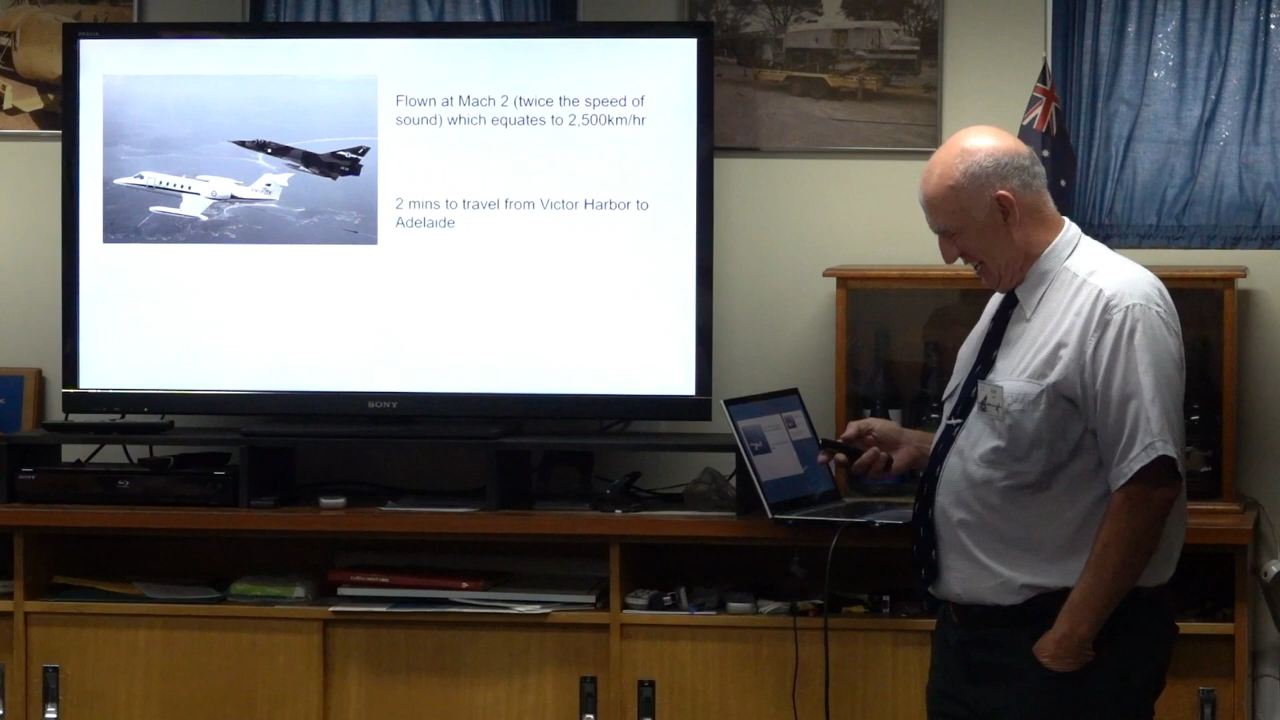 Flown at Mach 2 (twice the speed of
sound) which equates to 2,500km/hr
2 mins to travel from Victor Harbor to
Adelaide
SONY
SONY